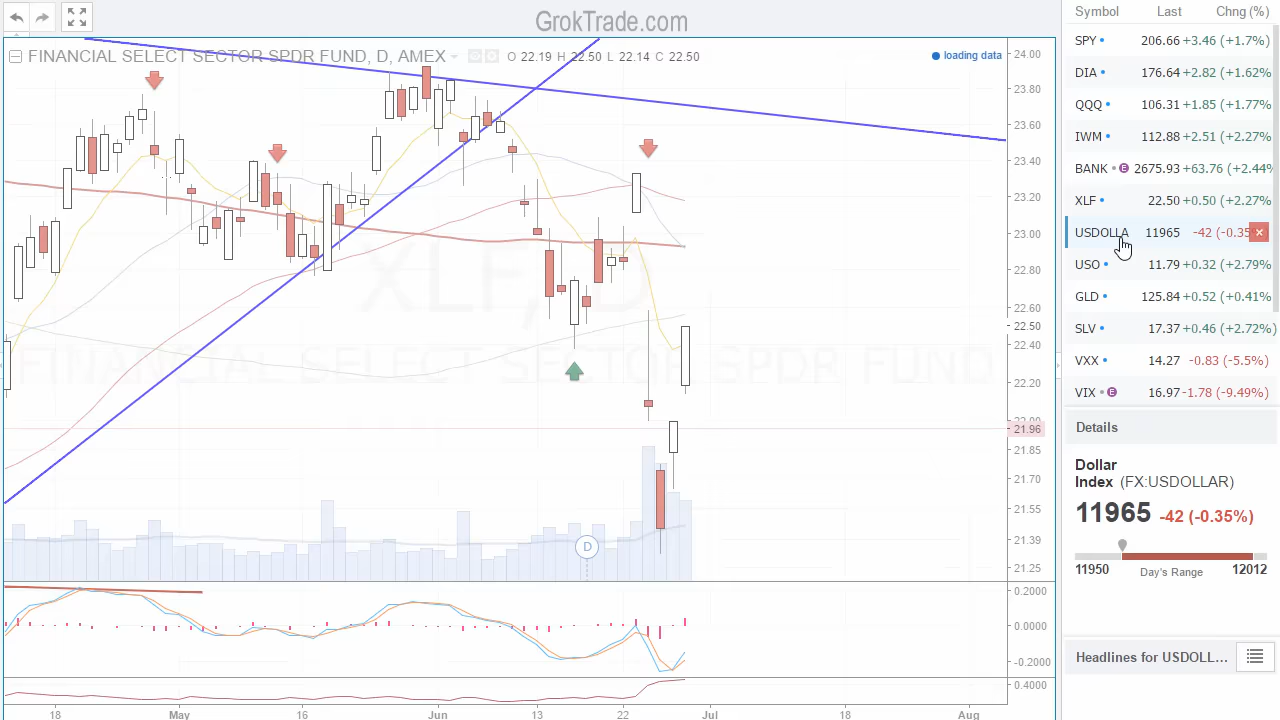 GrokTrade.com
FINANCIAL SELECT SECTOR SPDR FUND, D, AMEX O 22.19 H 22.50 L 22.14 C 22.50
loading data
XLF, D
FINANCIAL SELECT SECTOR SPDR FUND
24.00
23.80
23.60
23.40
23.20
23.00
22.80
22.60
22.50
22.40
22.20
22.00
21.96
21.85
21.70
21.55
21.39
21.25
D
0.2000
0.0000
-0.2000
0.4000
18 May 16 Jun 13 22 Jul 18 Aug
Symbol Last Chng (%)
SPY 206.66 +3.46 (+1.7%)
DIA 176.64 +2.82 (+1.62%)
QQQ 106.31 +1.85 (+1.77%)
IWM 112.88 +2.51 (+2.27%)
BANK E 2675.93 +63.76 (+2.44%
XLF 22.50 +0.50 (+2.27%)
USDOLLA 11965 -42 (-0.35
USO 11.79 +0.32 (+2.79%)
GLD 125.84 +0.52 (+0.41%)
SLV 17.37 +0.46 (+2.72%)
VXX 14.27 -0.83 (-5.5%)
VIX E 16.97 -1.78 (-9.49%)
Details
Dollar
Index (FX:USDOLLAR)
11965 -42 (-0.35%)
11950 12012
Day's Range
Headlines for USDOLL...